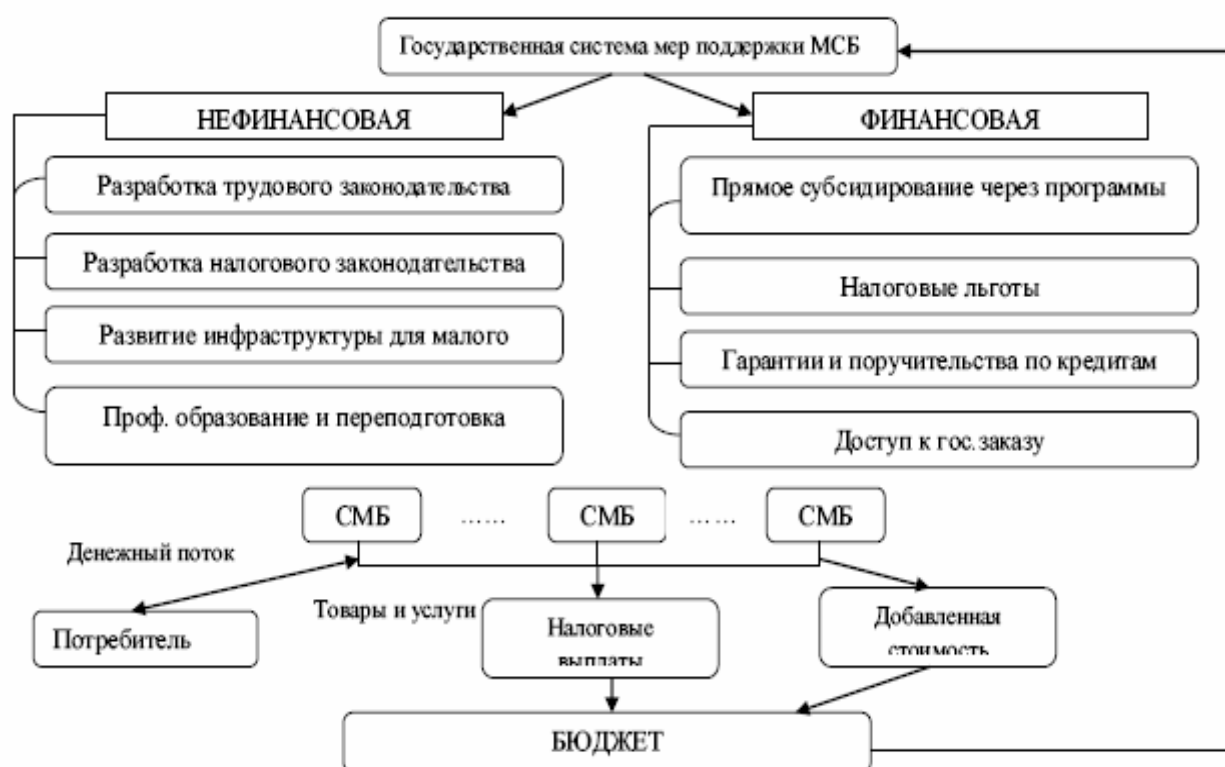 Государственная система мер поддержки МСБ
НЕФИНАНСОВАЯ
ФИНАНСОВАЯ
Разработка трудового законодательства
Разработка налогового законодательства
Развитие инфраструктуры для малого
Проф. образование и переподготовка
Прямое субсидирование через программы
Налоговые льготы
Гарантии и поручительства по кредитам
Доступ к гос.заказу
СМБ ...... СМБ ...... СМБ
Денежный поток
Товары и услуги
Потребитель
Налоговые
выплаты
Добавленная
стоимость
БЮДЖЕТ